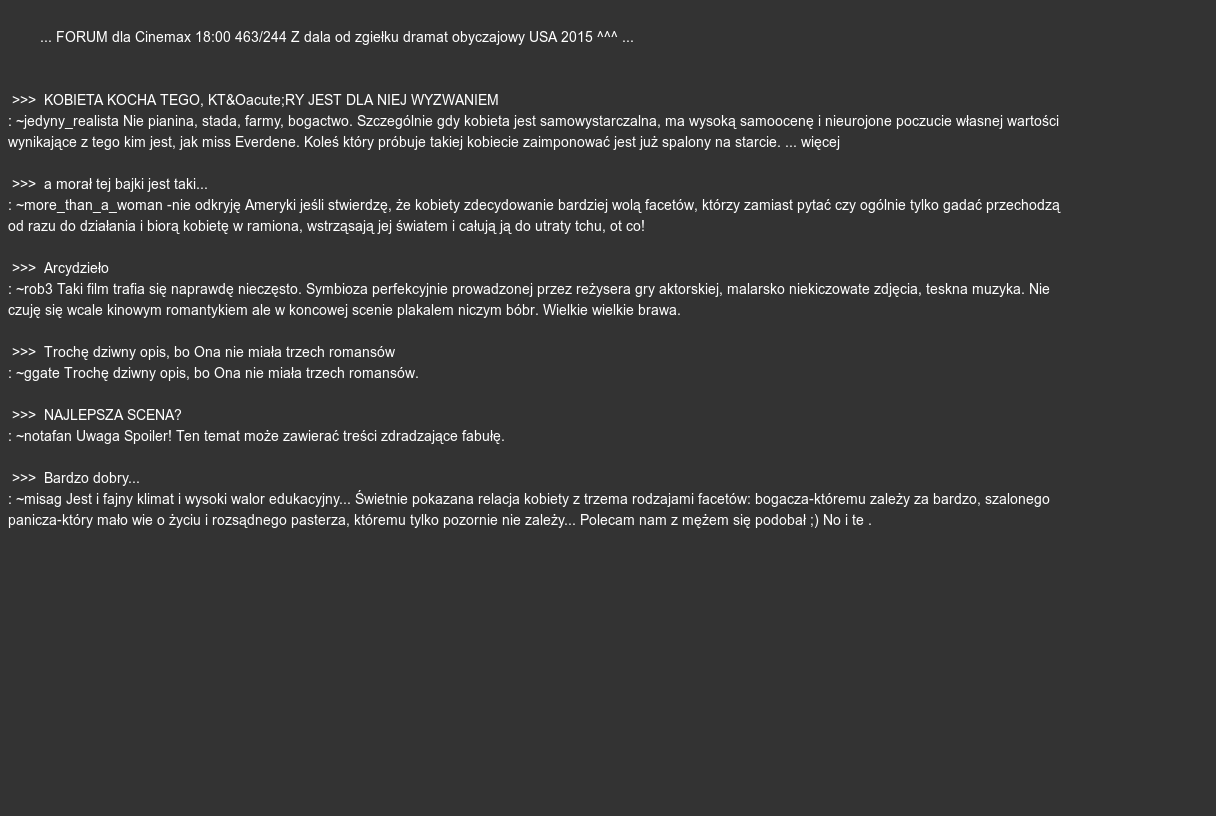 ... FORUM dla Cinemax 18:00 463/244 Z dala od zgiełku dramat obyczajowy USA 2015 ^^^ ...
>>> KOBIETA KOCHA TEGO, KT&Oacute;RY JEST DLA NIEJ WYZWANIEM
: ~jedyny_realista Nie pianina, stada, farmy, bogactwo. Szczególnie gdy kobieta jest samowystarczalna, ma wysoką samoocenę i nieurojone poczucie własnej wartości
wynikające z tego kim jest, jak miss Everdene. Koleś który próbuje takiej kobiecie zaimponować jest już spalony na starcie. ... więcej
>>> a morał tej bajki jest taki...
: ~more_than_a_woman -nie odkryję Ameryki jeśli stwierdzę, że kobiety zdecydowanie bardziej wolą facetów, którzy zamiast pytać czy ogólnie tylko gadać przechodzą
od razu do działania i biorą kobietę w ramiona, wstrząsają jej światem i całują ją do utraty tchu, ot co!
>>> Arcydzieło
: ~rob3 Taki film trafia się naprawdę nieczęsto. Symbioza perfekcyjnie prowadzonej przez reżysera gry aktorskiej, malarsko niekiczowate zdjęcia, teskna muzyka. Nie
czuję się wcale kinowym romantykiem ale w koncowej scenie plakalem niczym bóbr. Wielkie wielkie brawa.
>>> Trochę dziwny opis, bo Ona nie miała trzech romansów
: ~ggate Trochę dziwny opis, bo Ona nie miała trzech romansów.
>>> NAJLEPSZA SCENA?
: ~notafan Uwaga Spoiler! Ten temat może zawierać treści zdradzające fabułę.
>>> Bardzo dobry...
: ~misag Jest i fajny klimat i wysoki walor edukacyjny... Świetnie pokazana relacja kobiety z trzema rodzajami facetów: bogacza-któremu zależy za bardzo, szalonego
panicza-który mało wie o życiu i rozsądnego pasterza, któremu tylko pozornie nie zależy... Polecam nam z mężem się podobał ;) No i te .